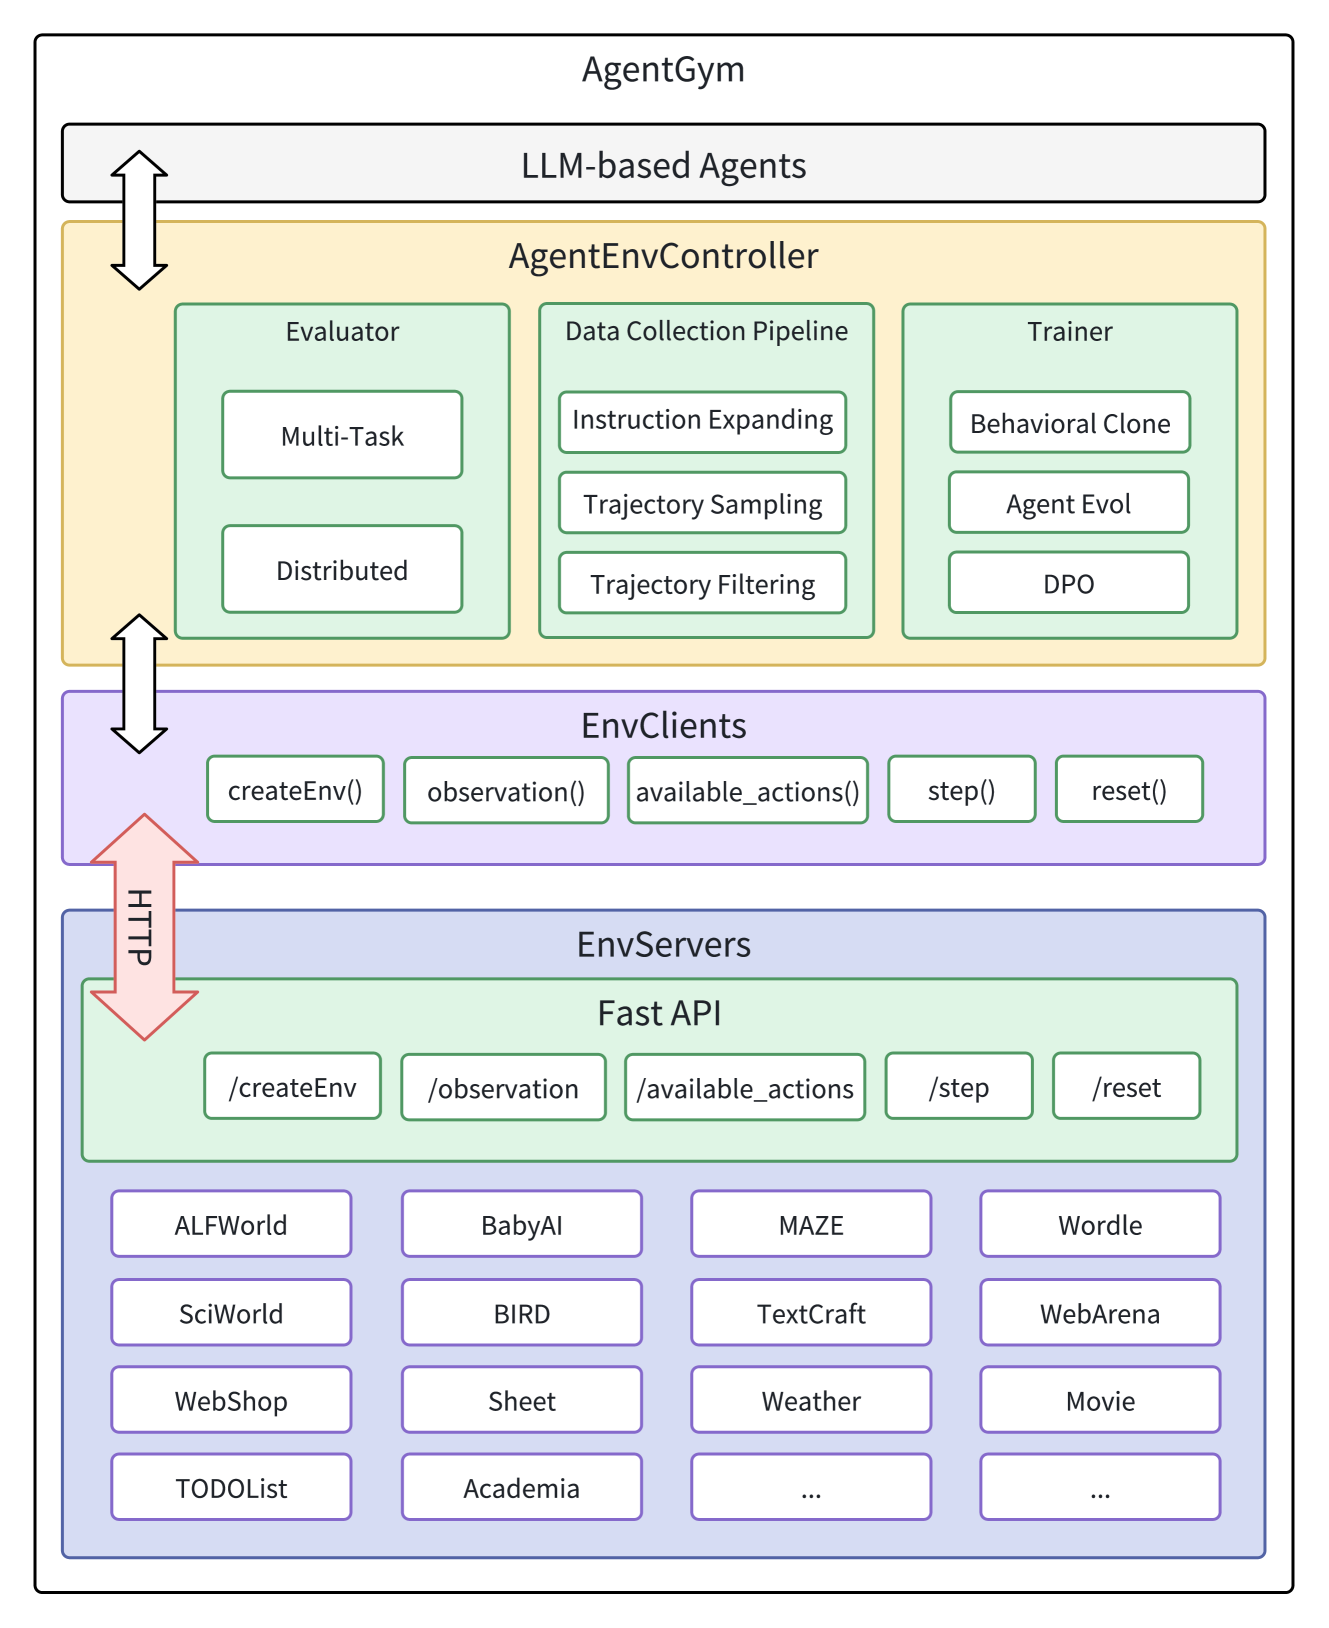 AgentGym
LLM-based Agents
AgentEnvController
Evaluator
Multi-Task
Distributed
Data Collection Pipeline
Instruction Expanding
Trajectory Sampling
Trajectory Filtering
Trainer
Behavioral Clone
Agent Evol
DPO
EnvClients
createEnv()
observation()
available_actions()
step()
reset()
HTTP
EnvServers
Fast API
/createEnv
/observation
/available_actions
/step
/reset
ALFWorld
BabyAI
MAZE
Wordle
SciWorld
BIRD
TextCraft
WebArena
WebShop
Sheet
Weather
Movie
TODOList
Academia
...
...